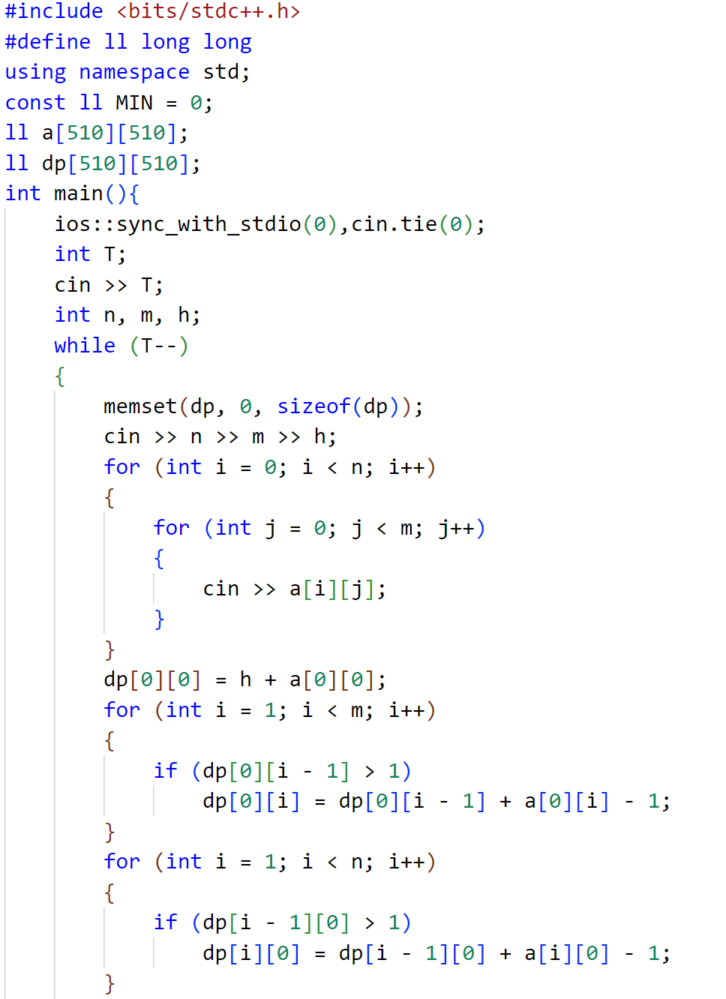 #include <bits/stdc++.h>
#define ll long long
using namespace std;
const ll MIN = 0;
ll a[510][510];
ll dp[510][510];
int main(){
    ios::sync_with_stdio(0),cin.tie(0);
    int T;
    cin >> T;
    int n, m, h;
    while (T--)
    {
        memset(dp, 0, sizeof(dp));
        cin >> n >> m >> h;
        for (int i = 0; i < n; i++)
        {
            for (int j = 0; j < m; j++)
            {
                cin >> a[i][j];
            }
        }
        dp[0][0] = h + a[0][0];
        for (int i = 1; i < m; i++)
        {
            if (dp[0][i - 1] > 1)
                dp[0][i] = dp[0][i - 1] + a[0][i] - 1;
        }
        for (int i = 1; i < n; i++)
        {
            if (dp[i - 1][0] > 1)
                dp[i][0] = dp[i - 1][0] + a[i][0] - 1;
        }